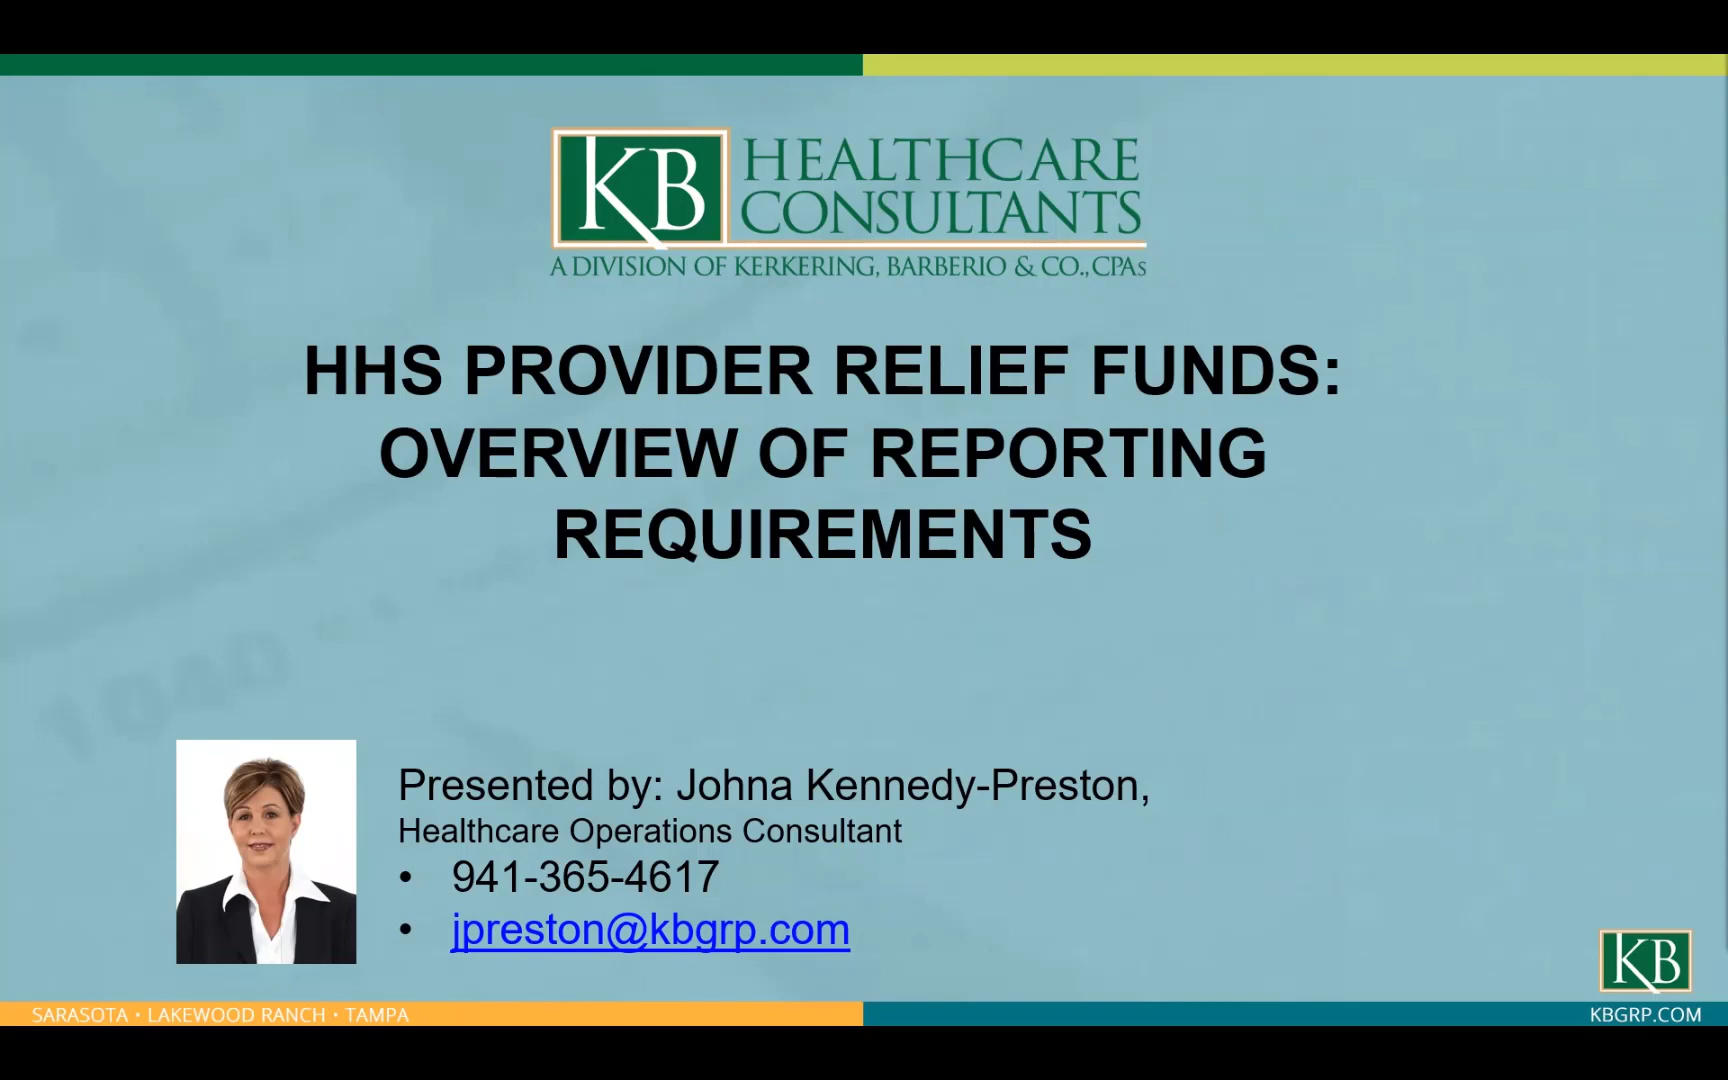 KB HEALTHCARE
CONSULTANTS
A DIVISION OF KERKERING, BARBERIO & CO., CPAs
HHS PROVIDER RELIEF FUNDS:
OVERVIEW OF REPORTING
REQUIREMENTS
1040
Presented by: Johna Kennedy-Preston,
Healthcare Operations Consultant
• 941-365-4617
• jpreston@kbgrp.com
KB
SARASOTA • LAKEWOOD RANCH • TAMPA
KBGRP.COM